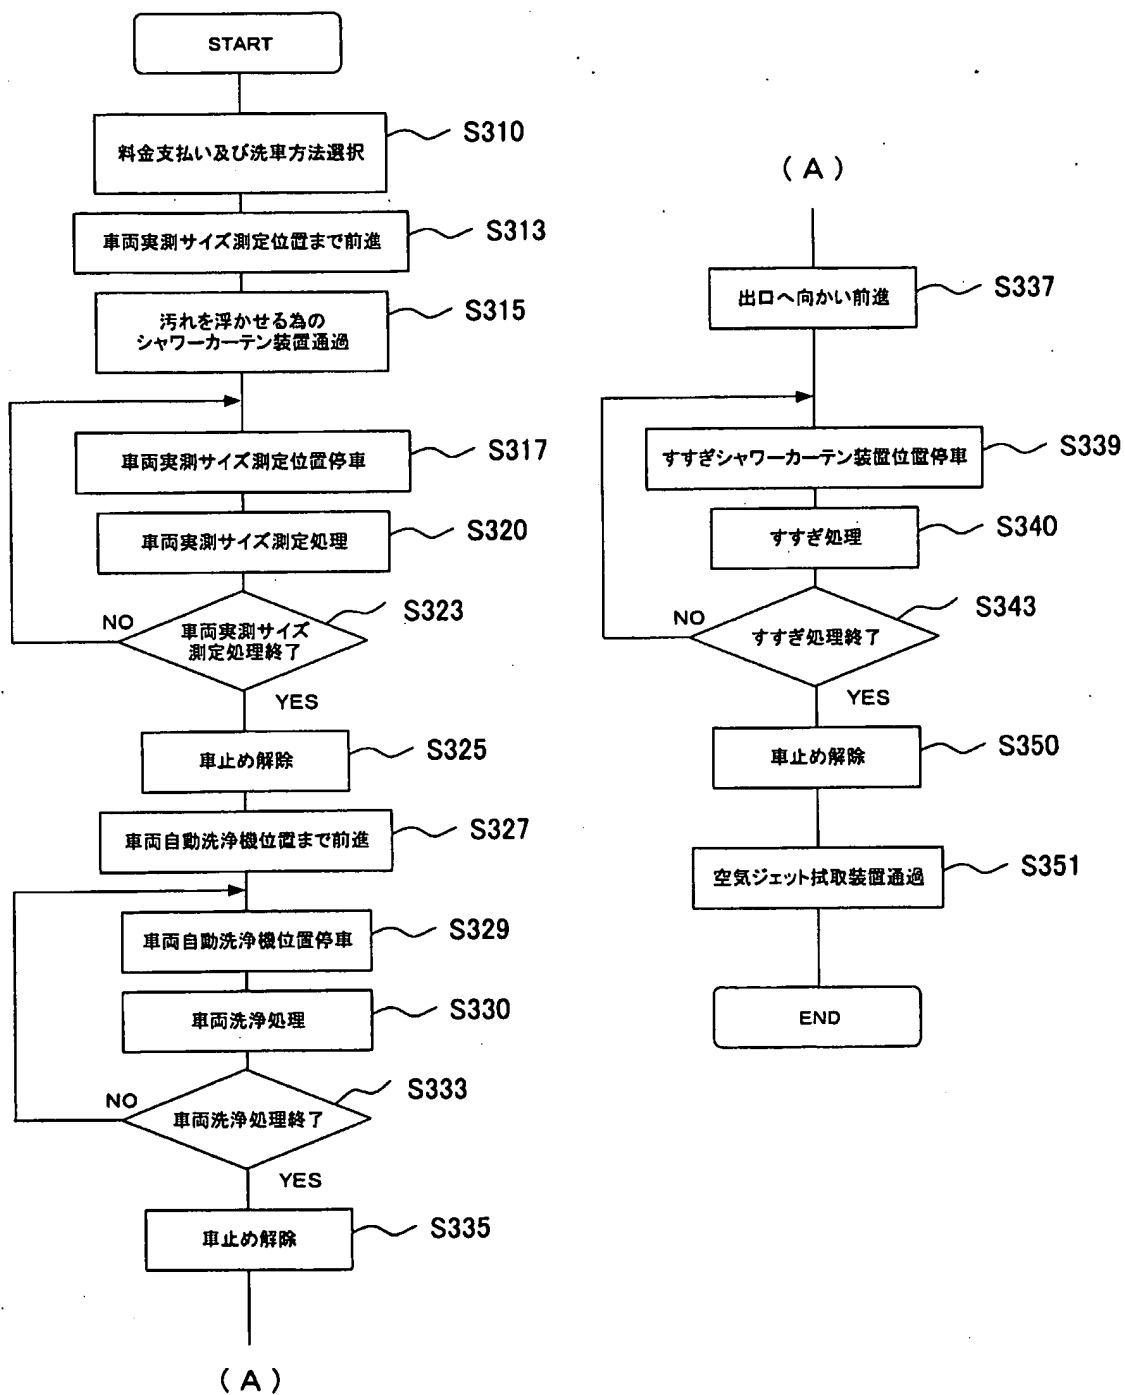 START
料金支払い及び洗車方法選択
S310
車両実測サイズ測定位置まで前進
S313
汚れを浮かせる為の
シャワーカーテン装置通過
S315
車両実測サイズ測定位置停車
S317
車両実測サイズ測定処理
S320
車両実測サイズ
測定処理終了
S323
NO
YES
車止め解除
S325
車両自動洗浄機位置まで前進
S327
車両自動洗浄機位置停車
S329
車両洗浄処理
S330
車両洗浄処理終了
S333
NO
YES
車止め解除
S335
(A)
(A)
出口へ向かい前進
S337
すすぎシャワーカーテン装置位置停車
S339
すすぎ処理
S340
すすぎ処理終了
S343
NO
YES
車止め解除
S350
空気ジェット拭取装置通過
S351
END